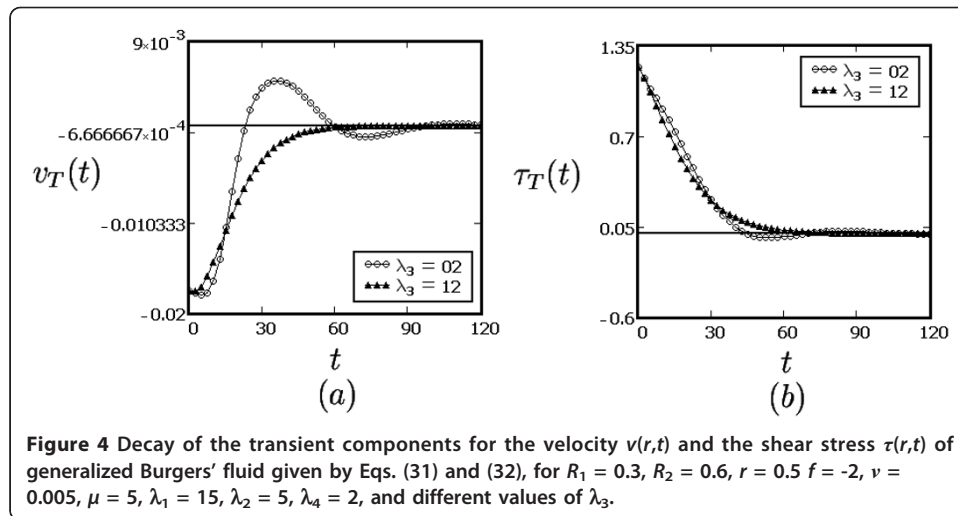 9×10⁻³
-6.666667×10⁻⁴
v_T(t)
-0.010333
-0.02
λ₃ = 02
λ₃ = 12
0 30 60 90 120
t
(a)
1.35
0.7
τ_T(t)
0.05
-0.6
λ₃ = 02
λ₃ = 12
0 30 60 90 120
t
(b)
Figure 4 Decay of the transient components for the velocity v(r,t) and the shear stress τ(r,t) of
generalized Burgers’ fluid given by Eqs. (31) and (32), for R₁ = 0.3, R₂ = 0.6, r = 0.5 f = -2, ν =
0.005, μ = 5, λ₁ = 15, λ₂ = 5, λ₄ = 2, and different values of λ₃.